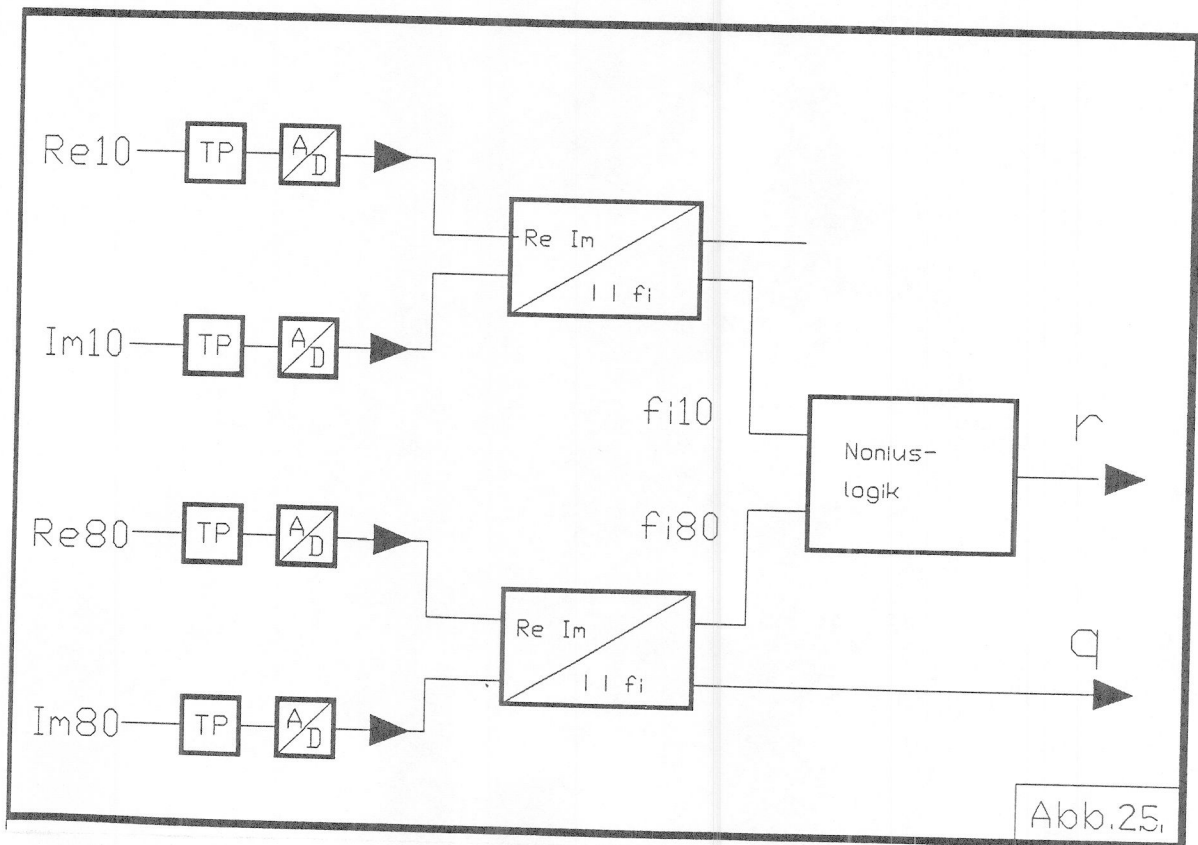 Re10
TP
A/D
Re Im
| | fi
Im10
TP
A/D
fi10
Nonius-
logik
r
Re80
TP
A/D
fi80
Re Im
| | fi
q
Im80
TP
A/D
Abb.25